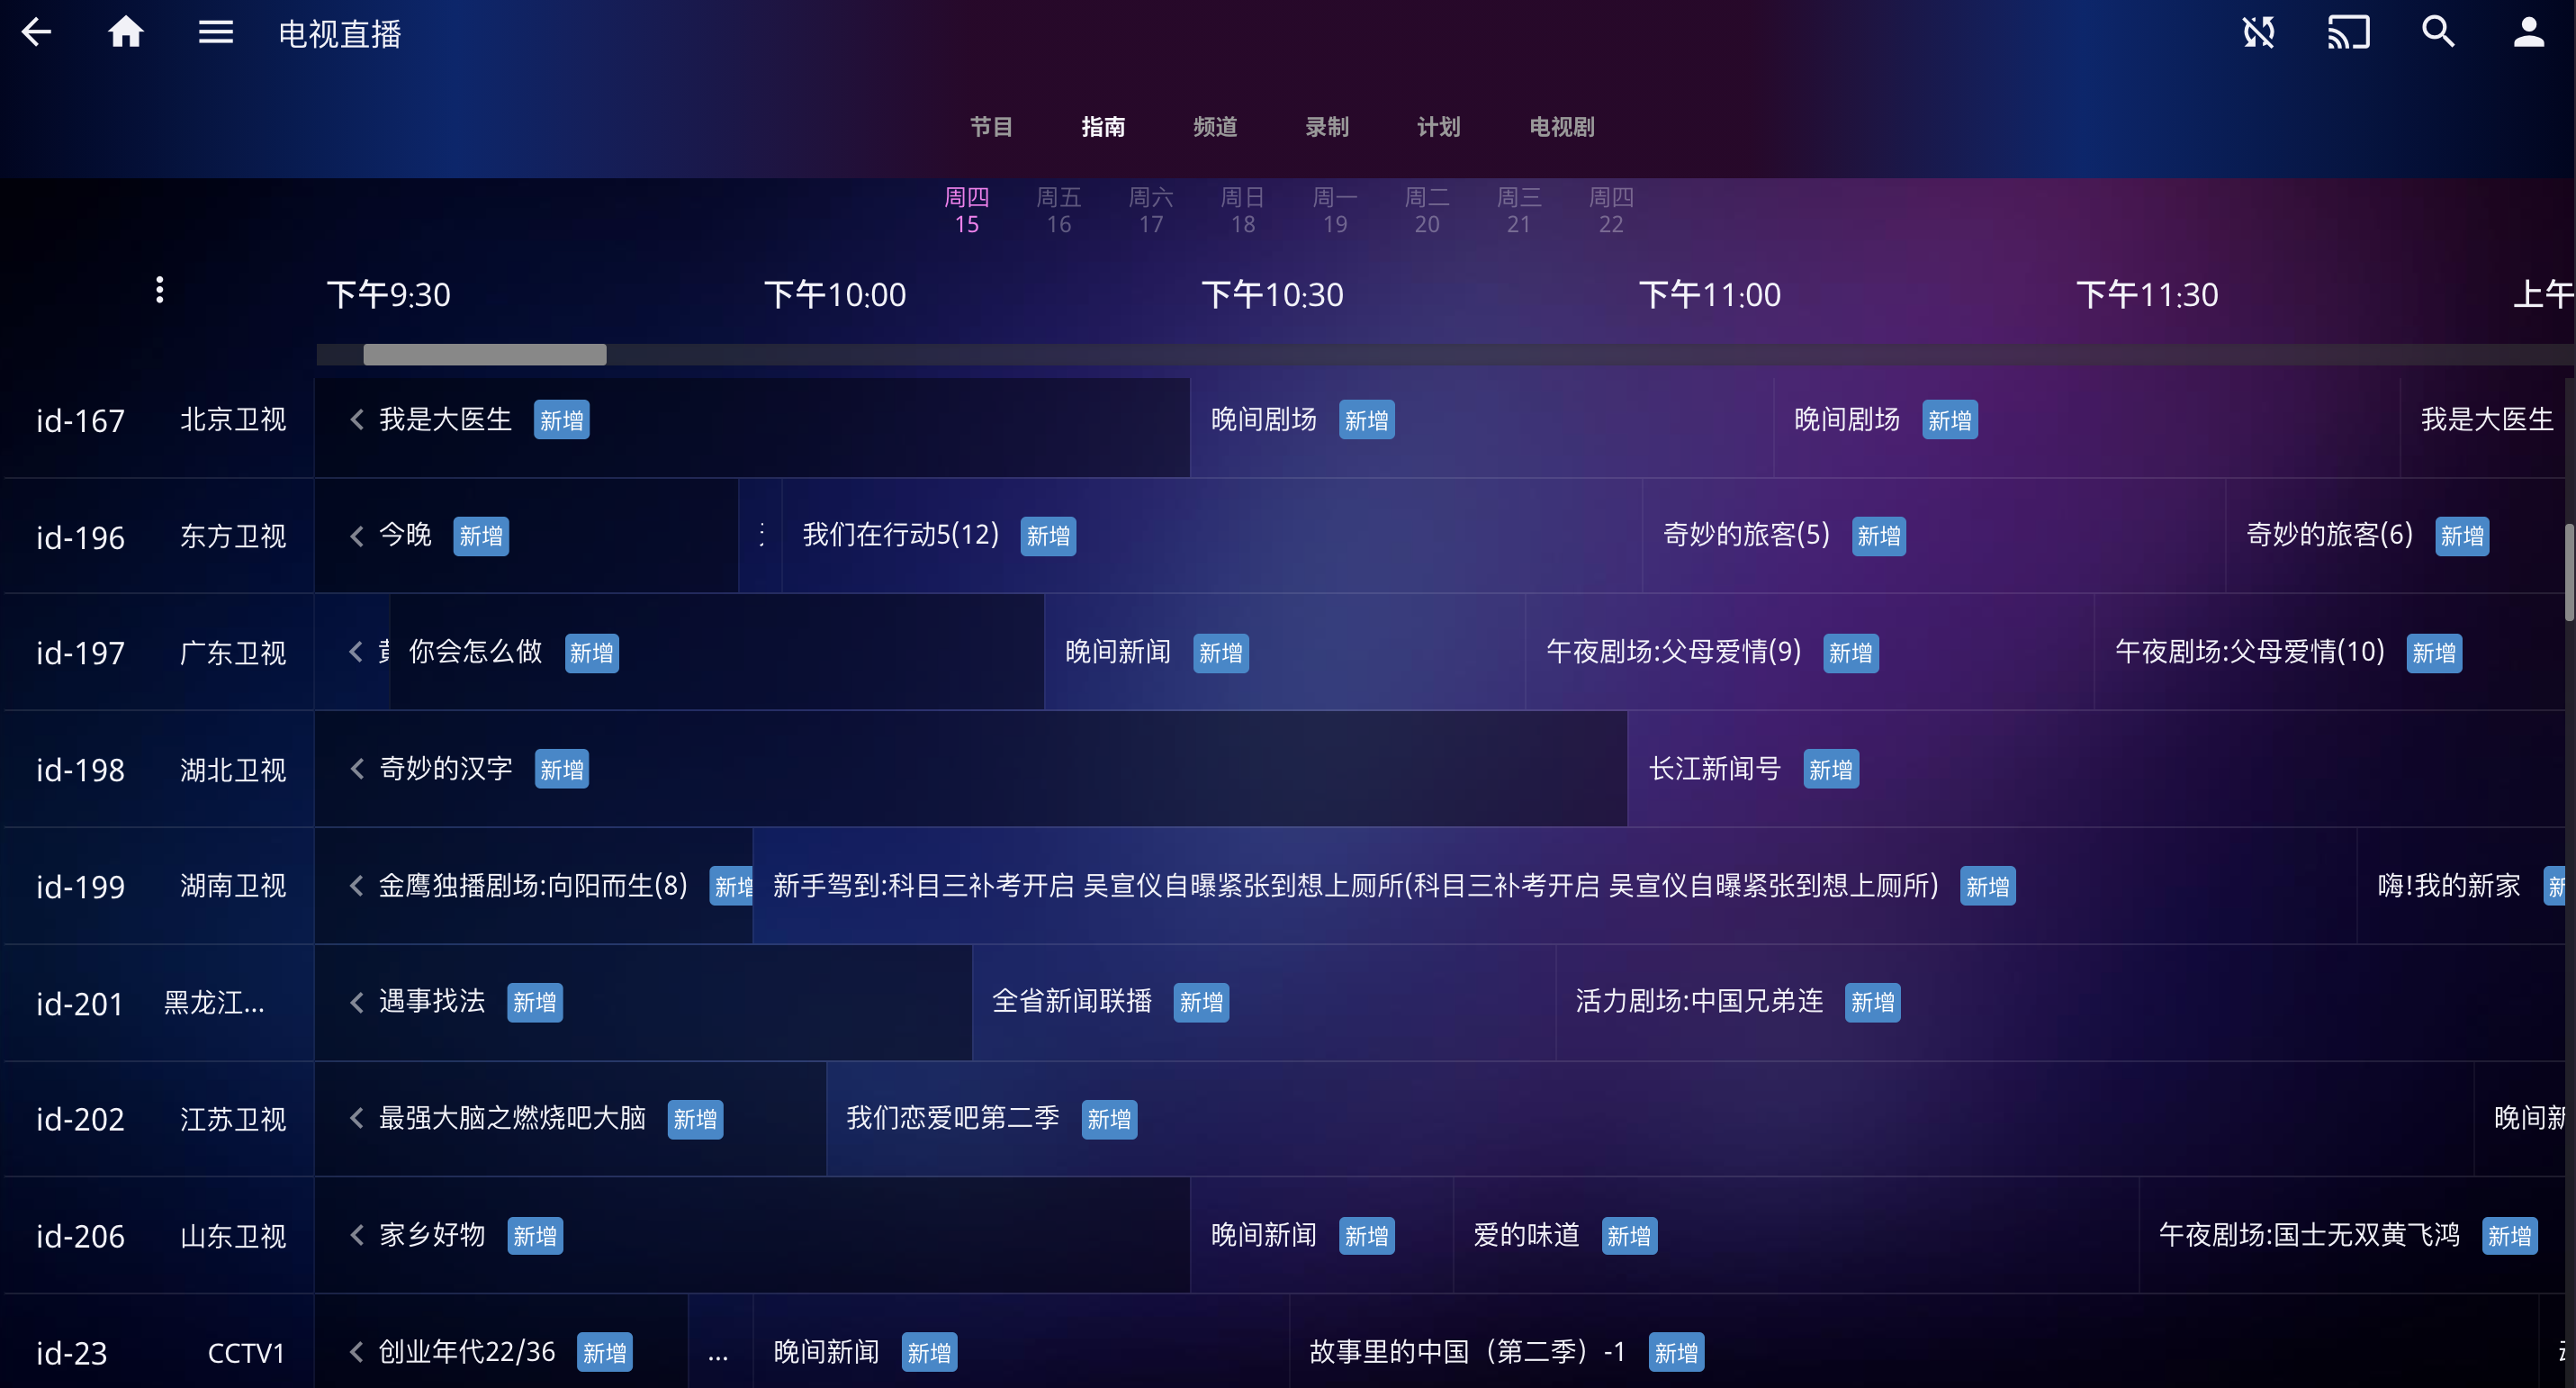 电视直播
节目 指南 频道 录制 计划 电视剧
周四 周五 周六 周日 周一 周二 周三 周四
15 16 17 18 19 20 21 22
下午9:30 下午10:00 下午10:30 下午11:00 下午11:30 上午
id-167 北京卫视 我是大医生 新增 晚间剧场 新增 晚间剧场 新增 我是大医生
id-196 东方卫视 今晚 新增 我们在行动5(12) 新增 奇妙的旅客(5) 新增 奇妙的旅客(6) 新增
id-197 广东卫视 你会怎么做 新增 晚间新闻 新增 午夜剧场:父母爱情(9) 新增 午夜剧场:父母爱情(10) 新增
id-198 湖北卫视 奇妙的汉字 新增 长江新闻号 新增
id-199 湖南卫视 金鹰独播剧场:向阳而生(8) 新增 新手驾到:科目三补考开启 吴宣仪自曝紧张到想上厕所(科目三补考开启 吴宣仪自曝紧张到想上厕所) 新增 嗨!我的新家
id-201 黑龙江... 遇事找法 新增 全省新闻联播 新增 活力剧场:中国兄弟连 新增
id-202 江苏卫视 最强大脑之燃烧吧大脑 新增 我们恋爱吧第二季 新增 晚间新
id-206 山东卫视 家乡好物 新增 晚间新闻 新增 爱的味道 新增 午夜剧场:国士无双黄飞鸿 新增
id-23 CCTV1 创业年代22/36 新增 ... 晚间新闻 新增 故事里的中国（第二季）-1 新增